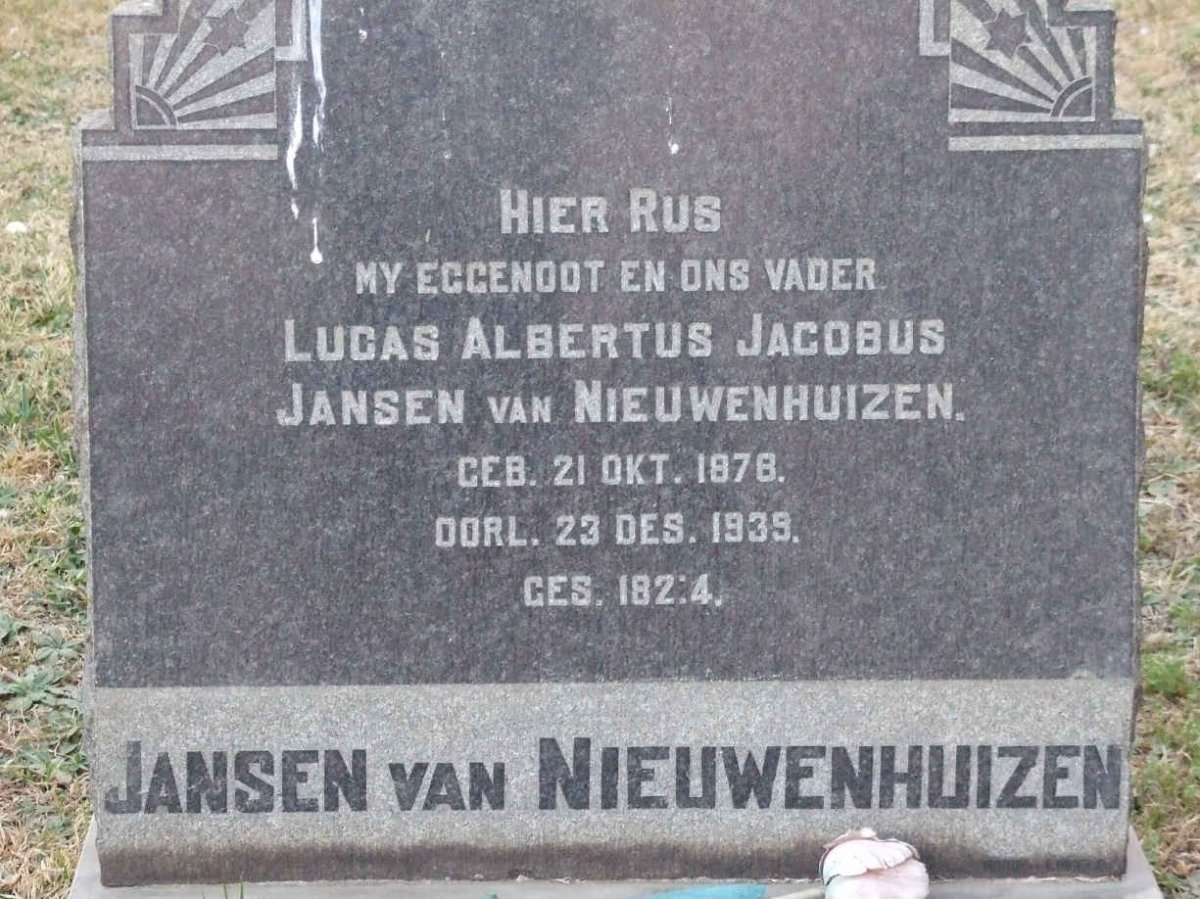 HIER RUS
MY EGGENOOT EN ONS VADER
LUCAS ALBERTUS JACOBUS
JANSEN VAN NIEUWENHUIZEN.
GEB. 21 OKT. 1878.
OORL. 23 DES. 1939.
GES. 182:4.
JANSEN VAN NIEUWENHUIZEN